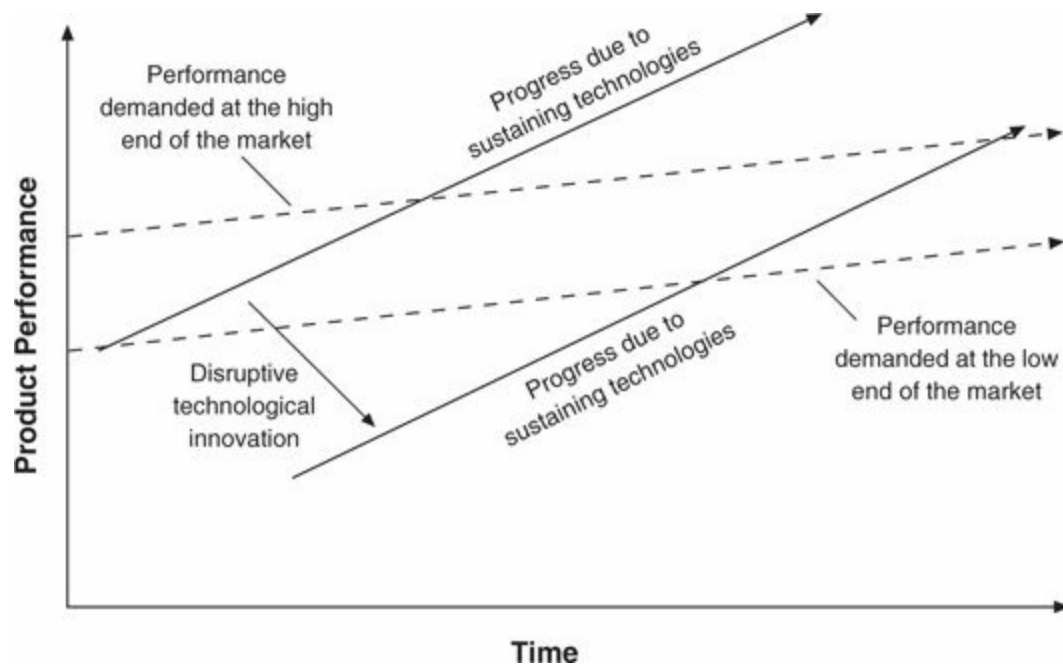 Performance
demanded at the high
end of the market
Progress due to
sustaining technologies
Disruptive
technological
innovation
Progress due to
sustaining technologies
Performance
demanded at the low
end of the market
Product Performance
Time